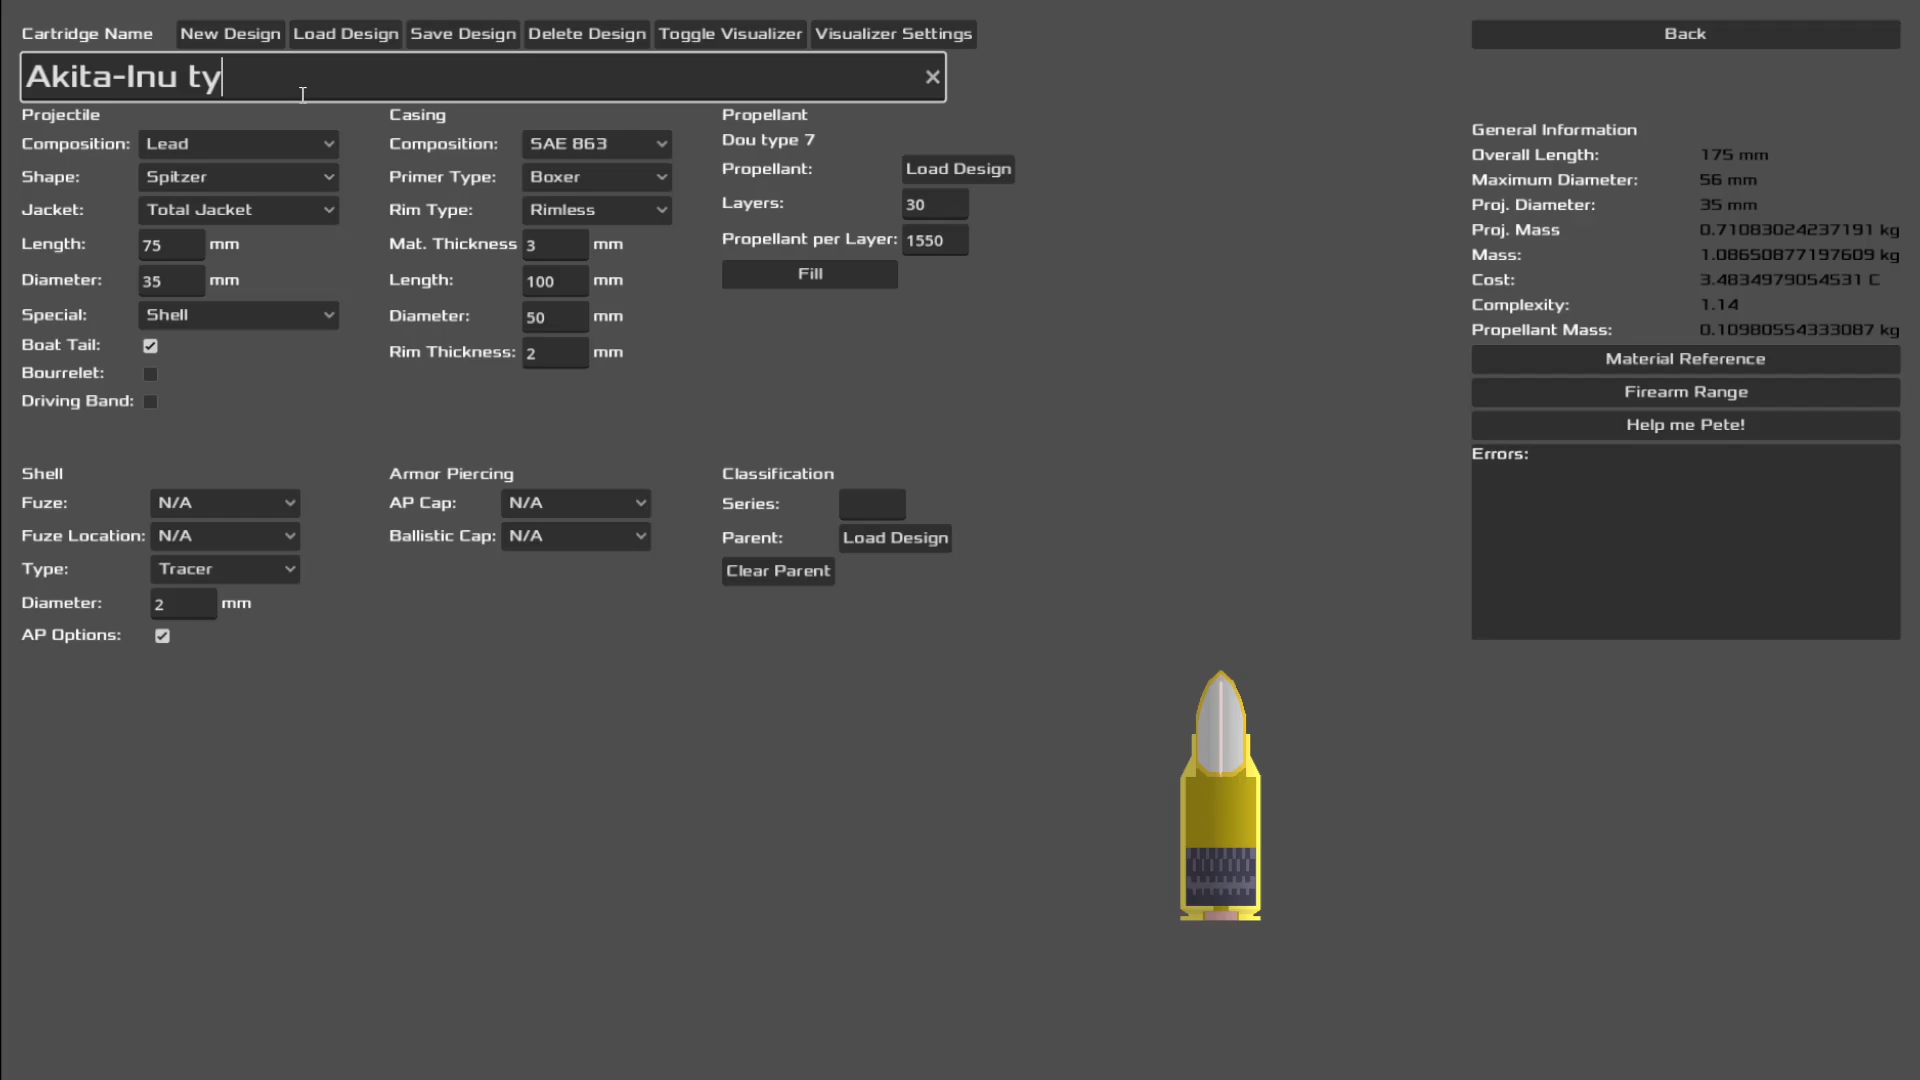 Cartridge Name New Design Load Design Save Design Delete Design Toggle Visualizer Visualizer Settings Back
Akita-Inu ty
Projectile
Composition: Lead
Shape: Spitzer
Jacket: Total Jacket
Length: 75 mm
Diameter: 35 mm
Special: Shell
Boat Tail:
Bourrelet:
Driving Band:
Casing
Composition: SAE 863
Primer Type: Boxer
Rim Type: Rimless
Mat. Thickness 3 mm
Length: 100 mm
Diameter: 50 mm
Rim Thickness: 2 mm
Propellant
Dou type 7
Propellant: Load Design
Layers: 30
Propellant per Layer: 1550
Fill
General Information
Overall Length: 175 mm
Maximum Diameter: 56 mm
Proj. Diameter: 35 mm
Proj. Mass 0.71083024237191 kg
Mass: 1.08650877197609 kg
Cost: 3.4834979054531 C
Complexity: 1.14
Propellant Mass: 0.10980554333087 kg
Material Reference
Firearm Range
Help me Pete!
Errors:
Shell
Fuze: N/A
Fuze Location: N/A
Type: Tracer
Diameter: 2 mm
AP Options:
Armor Piercing
AP Cap: N/A
Ballistic Cap: N/A
Classification
Series:
Parent: Load Design
Clear Parent